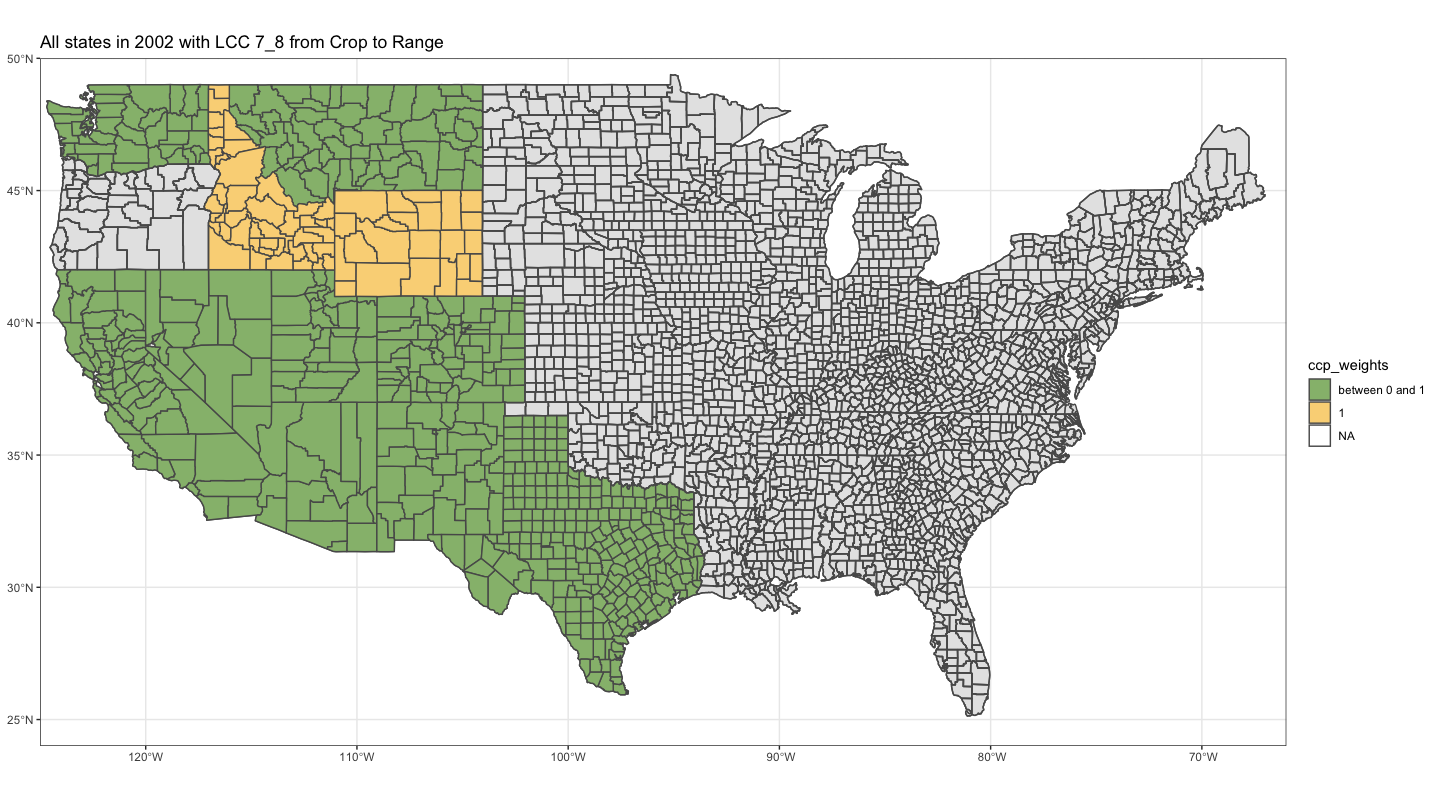 All states in 2002 with LCC 7_8 from Crop to Range
50°N
45°N
40°N
35°N
30°N
25°N
120°W
110°W
100°W
90°W
80°W
70°W
ccp_weights
between 0 and 1
1
NA